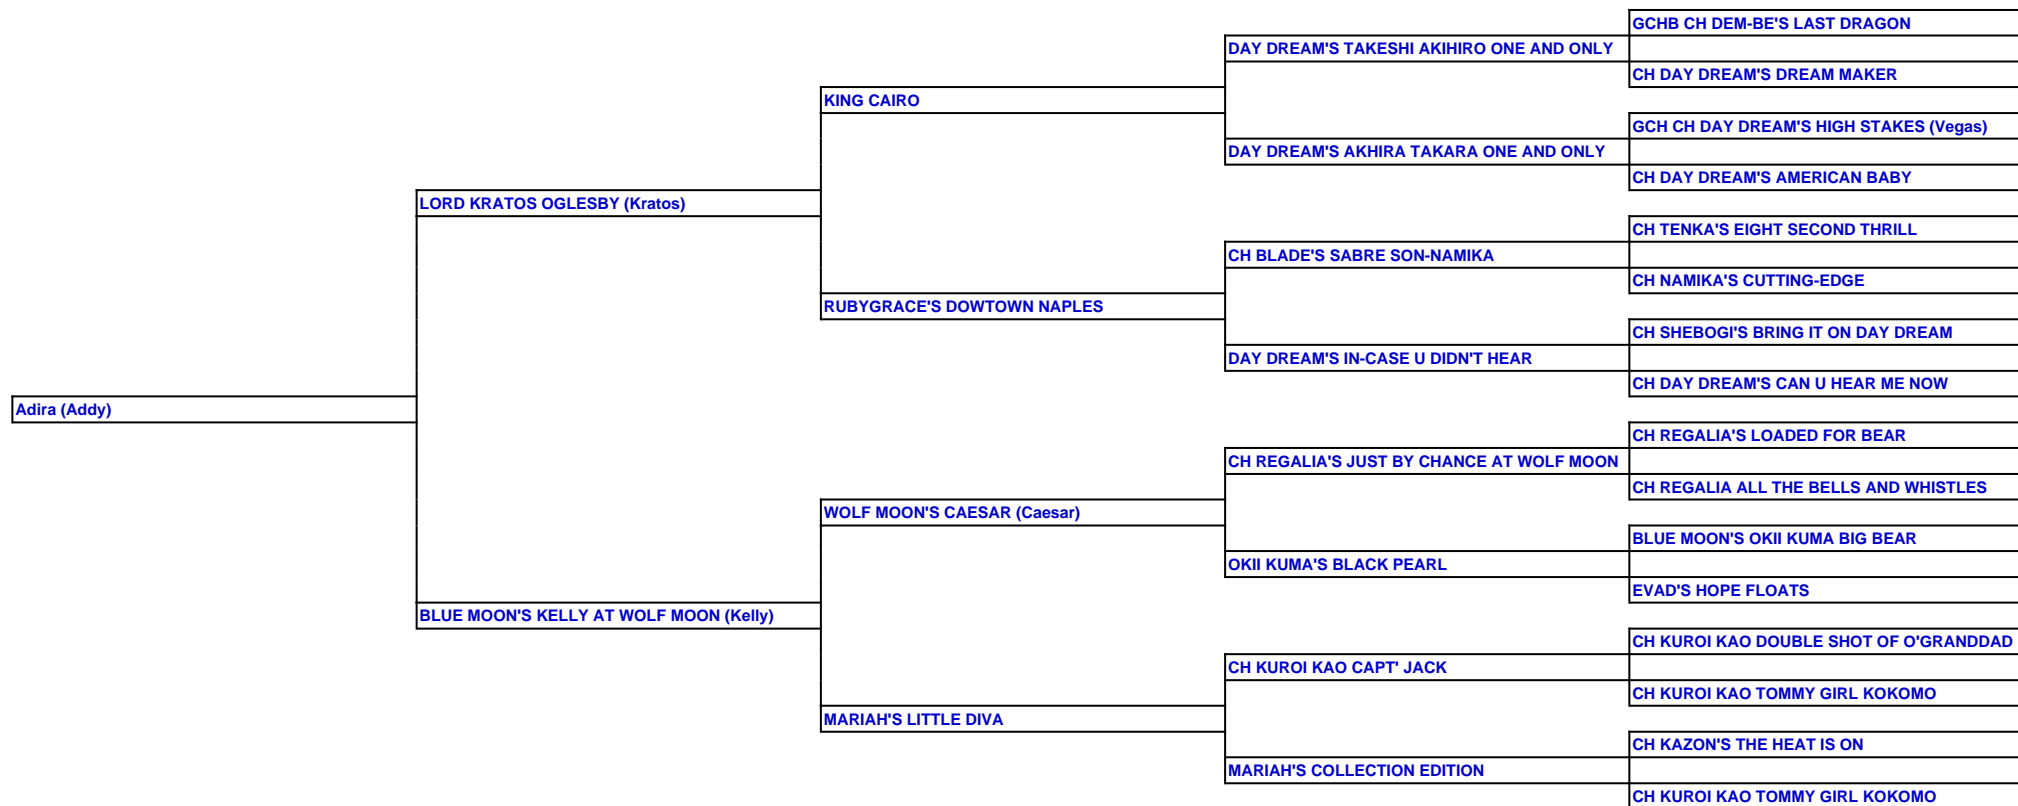 GCHB CH DEM-BE'S LAST DRAGON
DAY DREAM'S TAKESHI AKIHIRO ONE AND ONLY
CH DAY DREAM'S DREAM MAKER
KING CAIRO
GCH CH DAY DREAM'S HIGH STAKES (Vegas)
DAY DREAM'S AKHIRA TAKARA ONE AND ONLY
CH DAY DREAM'S AMERICAN BABY
LORD KRATOS OGLESBY (Kratos)
CH TENKA'S EIGHT SECOND THRILL
CH BLADE'S SABRE SON-NAMIKA
CH NAMIKA'S CUTTING-EDGE
RUBYGRACE'S DOWTOWN NAPLES
CH SHEBOGI'S BRING IT ON DAY DREAM
DAY DREAM'S IN-CASE U DIDN'T HEAR
CH DAY DREAM'S CAN U HEAR ME NOW
Adira (Addy)
CH REGALIA'S LOADED FOR BEAR
CH REGALIA'S JUST BY CHANCE AT WOLF MOON
CH REGALIA ALL THE BELLS AND WHISTLES
WOLF MOON'S CAESAR (Caesar)
BLUE MOON'S OKII KUMA BIG BEAR
OKII KUMA'S BLACK PEARL
EVAD'S HOPE FLOATS
BLUE MOON'S KELLY AT WOLF MOON (Kelly)
CH KUROI KAO DOUBLE SHOT OF O'GRANDDAD
CH KUROI KAO CAPT' JACK
CH KUROI KAO TOMMY GIRL KOKOMO
MARIAH'S LITTLE DIVA
CH KAZON'S THE HEAT IS ON
MARIAH'S COLLECTION EDITION
CH KUROI KAO TOMMY GIRL KOKOMO